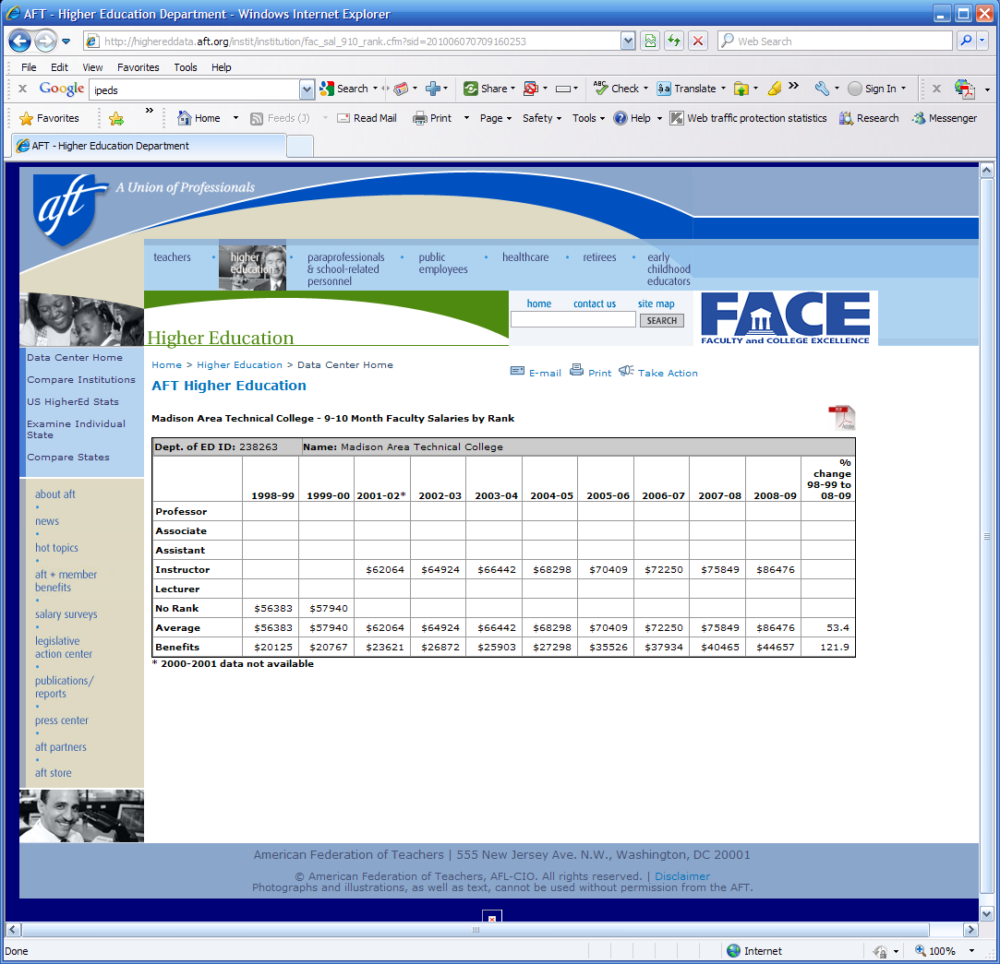 AFT - Higher Education Department - Windows Internet Explorer
http://highereddata.aft.org/instit/institution/fac_sal_910_rank.cfm?sid=201006070709160253
Web Search
File Edit View Favorites Tools Help
x Google ipeds Search Share ABC Check Translate » Sign In x
Favorites » Home Feeds (J) Read Mail Print Page Safety Tools Help Web traffic protection statistics Research Messenger
AFT - Higher Education Department
aft A Union of Professionals
teachers • higher education • paraprofessionals & school-related personnel • public employees • healthcare • retirees • early childhood educators
home contact us site map
SEARCH
FACE
FACULTY and COLLEGE EXCELLENCE
Higher Education
Data Center Home
Compare Institutions
US HigherEd Stats
Examine Individual
State
Compare States
about aft
•
news
•
hot topics
•
aft + member
benefits
•
salary surveys
•
legislative
action center
•
publications/
reports
•
press center
•
aft partners
•
aft store
Home > Higher Education > Data Center Home
E-mail Print Take Action
AFT Higher Education
Madison Area Technical College - 9-10 Month Faculty Salaries by Rank
PDF
Adobe
Dept. of ED ID: 238263 Name: Madison Area Technical College
1998-99 1999-00 2001-02* 2002-03 2003-04 2004-05 2005-06 2006-07 2007-08 2008-09 % change 98-99 to 08-09
Professor
Associate
Assistant
Instructor $62064 $64924 $66442 $68298 $70409 $72250 $75849 $86476
Lecturer
No Rank $56383 $57940
Average $56383 $57940 $62064 $64924 $66442 $68298 $70409 $72250 $75849 $86476 53.4
Benefits $20125 $20767 $23621 $26872 $25903 $27298 $35526 $37934 $40465 $44657 121.9
* 2000-2001 data not available
American Federation of Teachers | 555 New Jersey Ave. N.W., Washington, DC 20001
© American Federation of Teachers, AFL-CIO. All rights reserved. | Disclaimer
Photographs and illustrations, as well as text, cannot be used without permission from the AFT.
Done Internet 100%